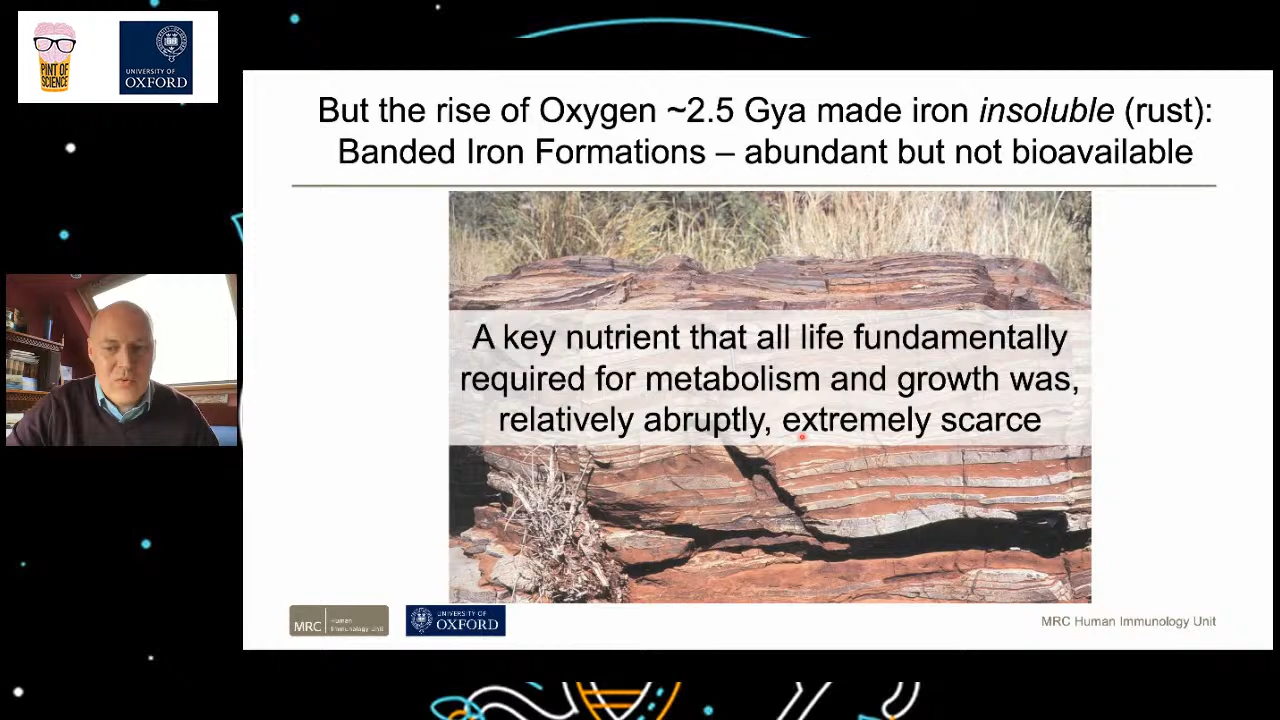 PINT OF
SCIENCE
UNIVERSITY OF
OXFORD
But the rise of Oxygen ~2.5 Gya made iron insoluble (rust):
Banded Iron Formations – abundant but not bioavailable
A key nutrient that all life fundamentally
required for metabolism and growth was,
relatively abruptly, extremely scarce
MRC
Human
Immunology Unit
UNIVERSITY OF
OXFORD
MRC Human Immunology Unit